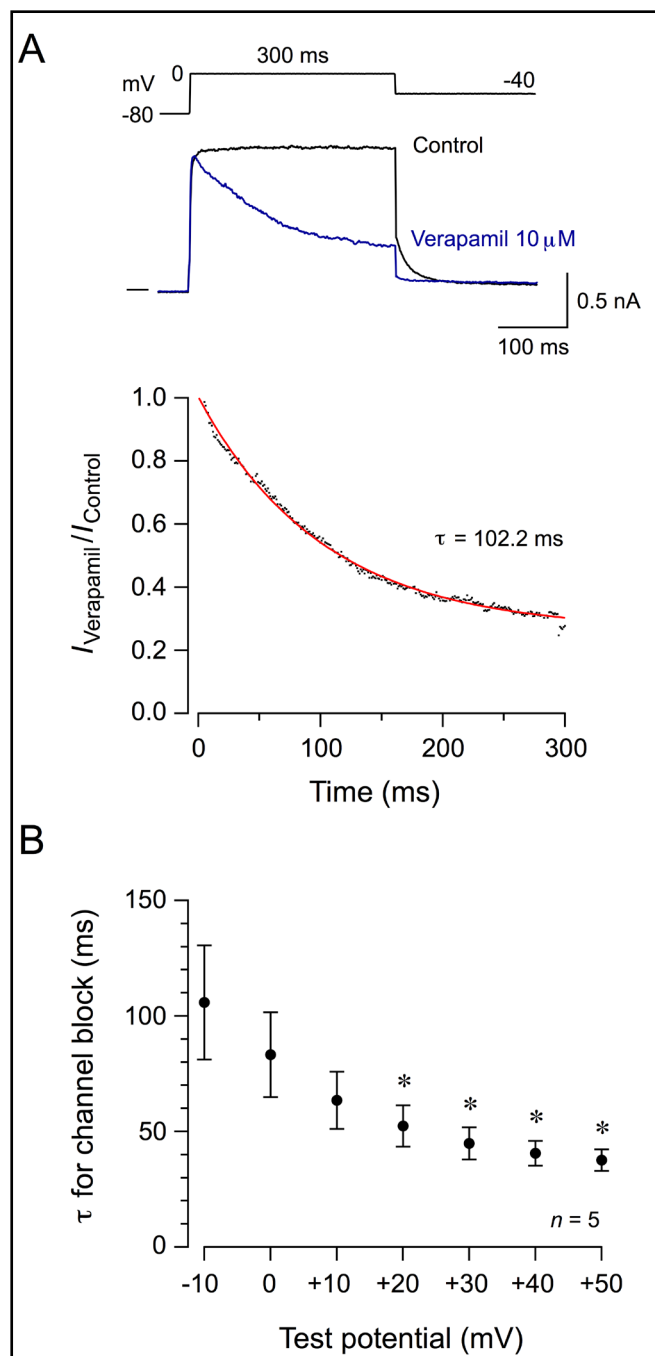 A
300 ms
0
-40
mV
-80
Control
Verapamil 10 µM
0.5 nA
100 ms
1.0
0.8
0.6
0.4
0.2
0.0
IVerapamil/IControl
τ = 102.2 ms
0 100 200 300
Time (ms)
B
150
100
50
0
τ for channel block (ms)
* * * *
n = 5
-10 0 +10 +20 +30 +40 +50
Test potential (mV)